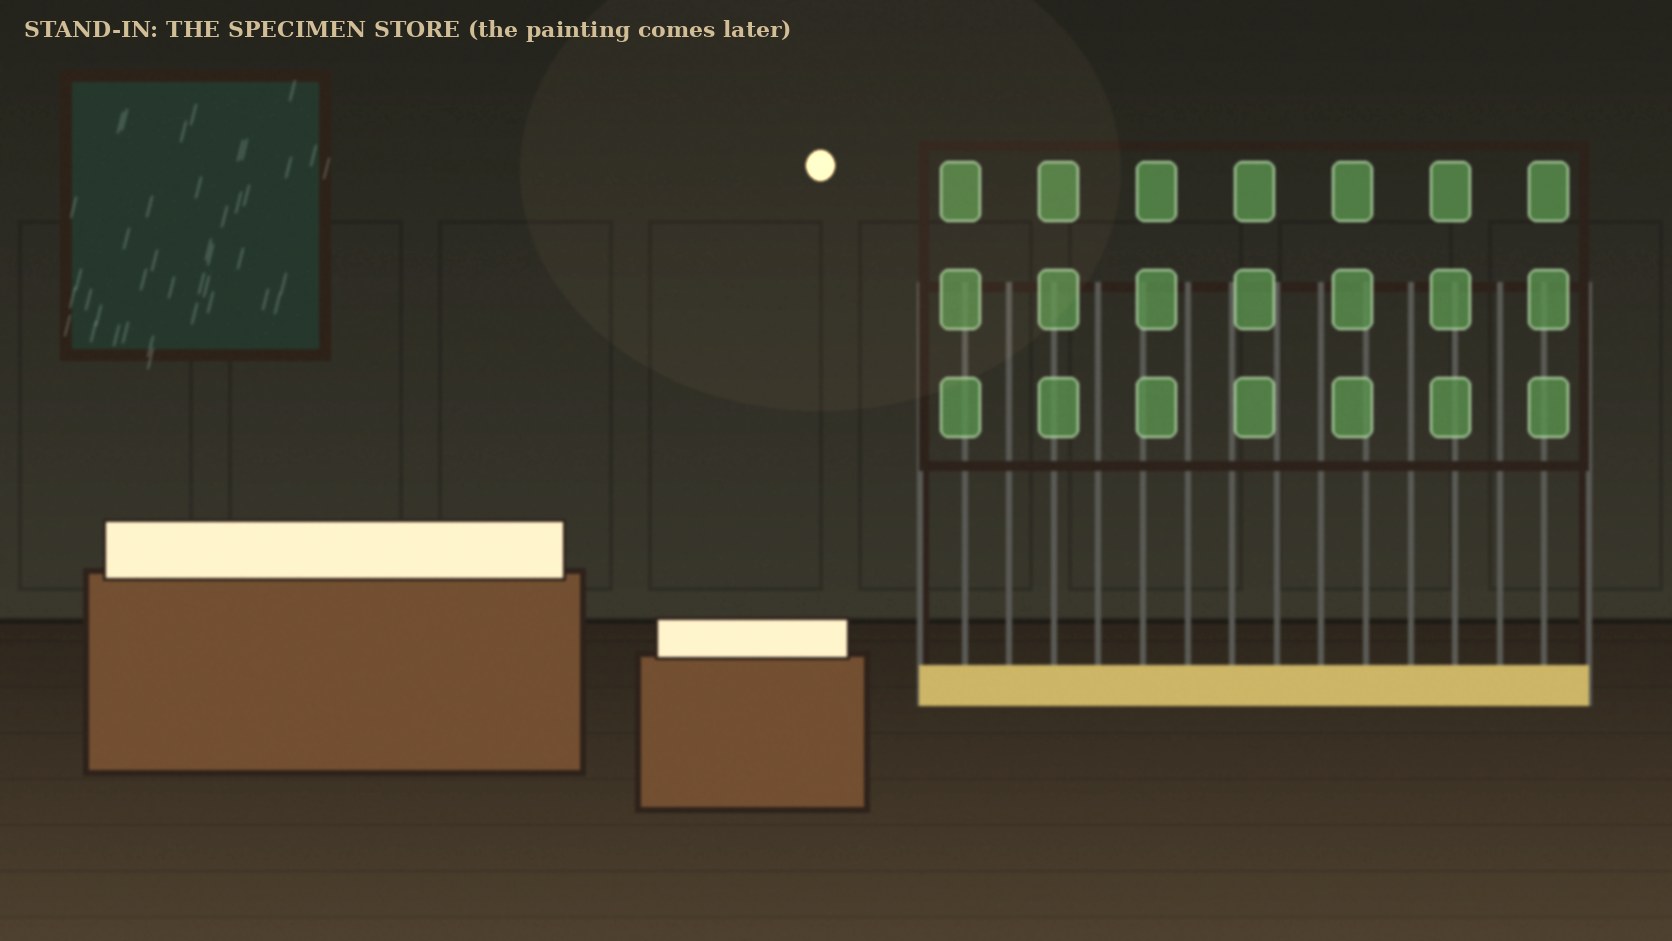 STAND-IN: THE SPECIMEN STORE (the painting comes later)